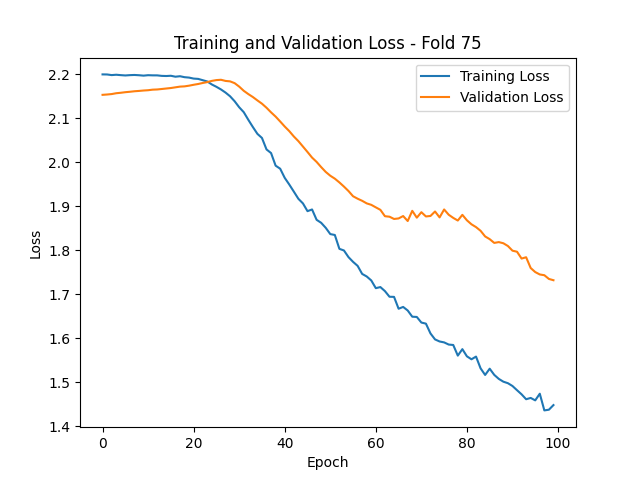 Training and Validation Loss - Fold 75
Training Loss
Validation Loss
Loss
2.2
2.1
2.0
1.9
1.8
1.7
1.6
1.5
1.4
0 20 40 60 80 100
Epoch